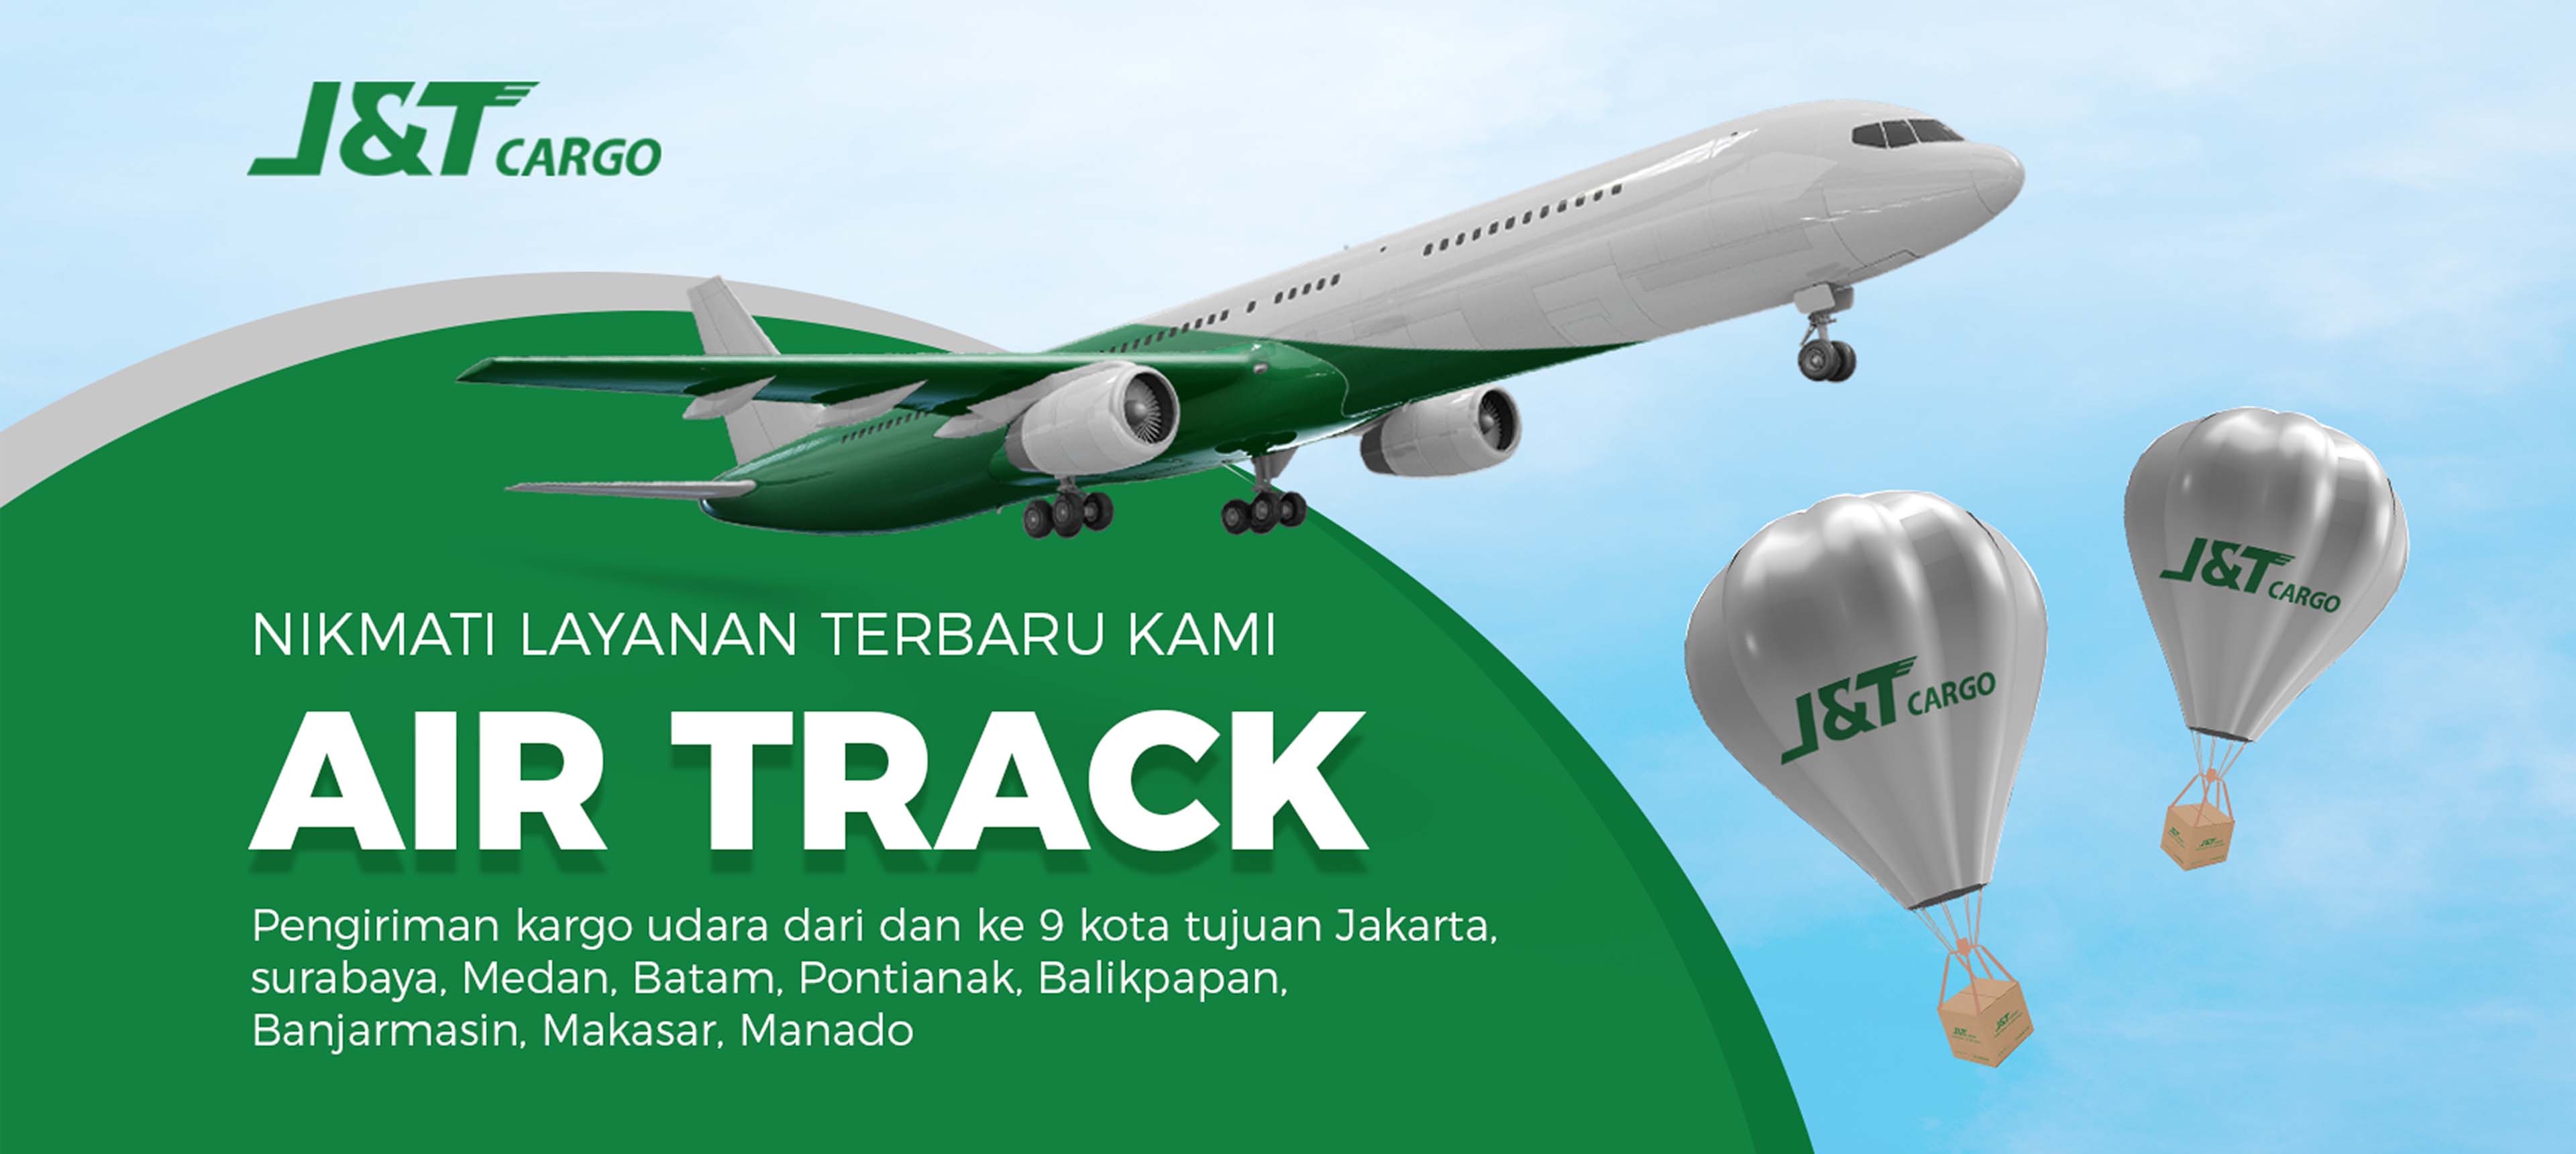 J&T CARGO
NIKMATI LAYANAN TERBARU KAMI
AIR TRACK
Pengiriman kargo udara dari dan ke 9 kota tujuan Jakarta,
surabaya, Medan, Batam, Pontianak, Balikpapan,
Banjarmasin, Makasar, Manado
J&T CARGO
J&T CARGO